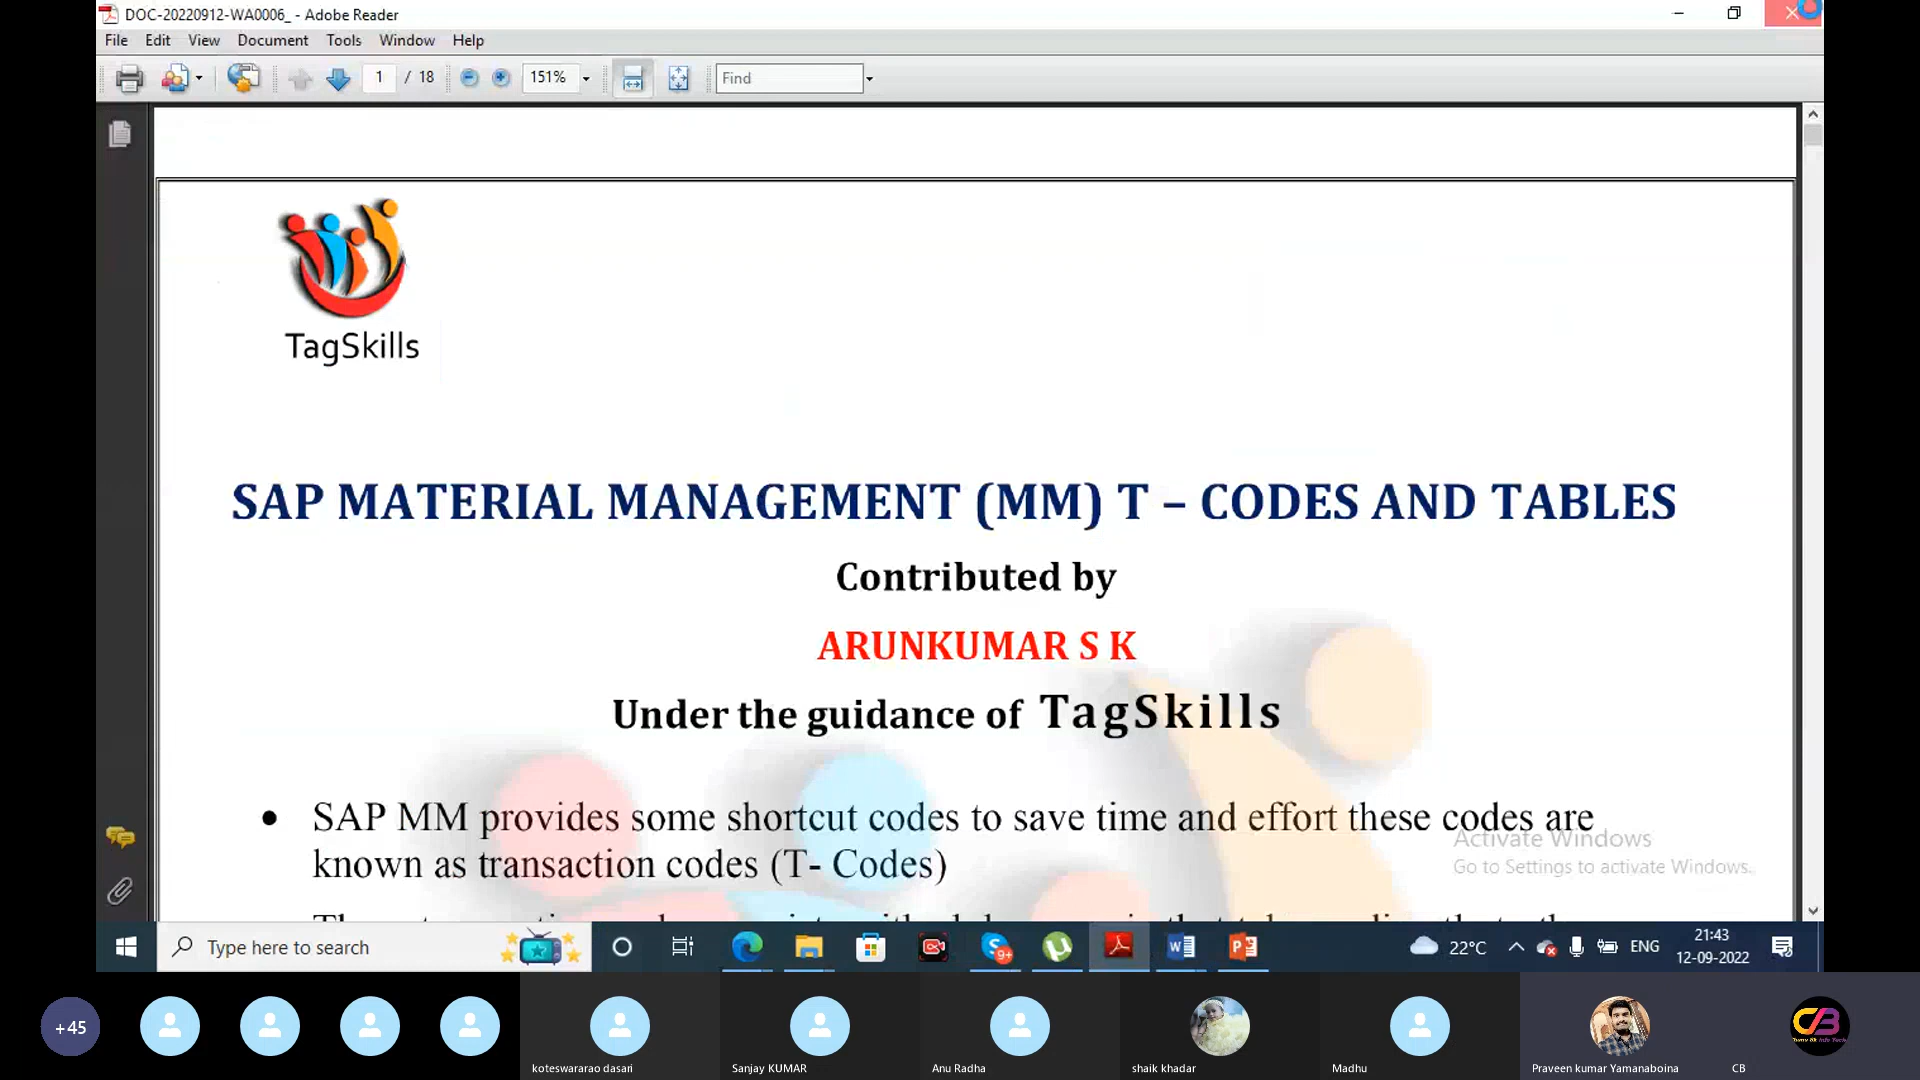 DOC-20220912-WA0006_ - Adobe Reader
File Edit View Document Tools Window Help
1 / 18 151% Find
TagSkills
SAP MATERIAL MANAGEMENT (MM) T – CODES AND TABLES
Contributed by
ARUNKUMAR S K
Under the guidance of TagSkills
• SAP MM provides some shortcut codes to save time and effort these codes are
known as transaction codes (T- Codes)
Activate Windows
Go to Settings to activate Windows.
Type here to search
9+
22°C
ENG
21:43
12-09-2022
+45
koteswararao dasari
Sanjay KUMAR
Anu Radha
shaik khadar
Madhu
Praveen kumar Yamanaboina
CB